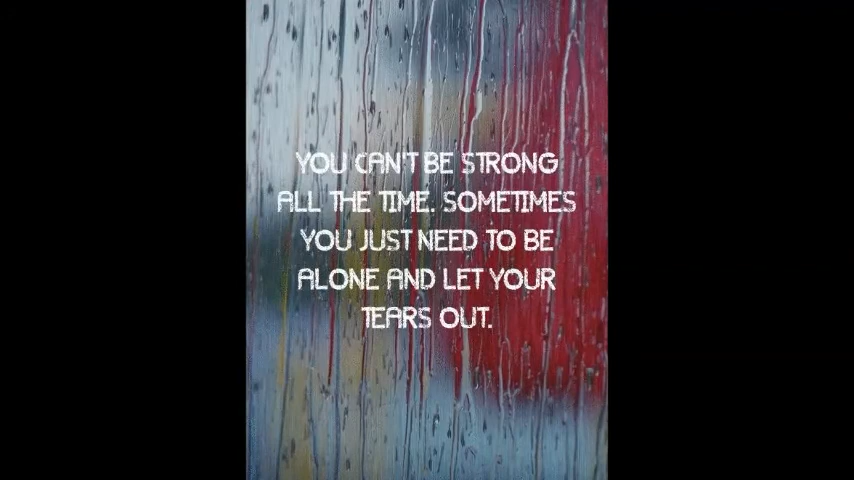 YOU CAN'T BE STRONG
ALL THE TIME. SOMETIMES
YOU JUST NEED TO BE
ALONE AND LET YOUR
TEARS OUT.